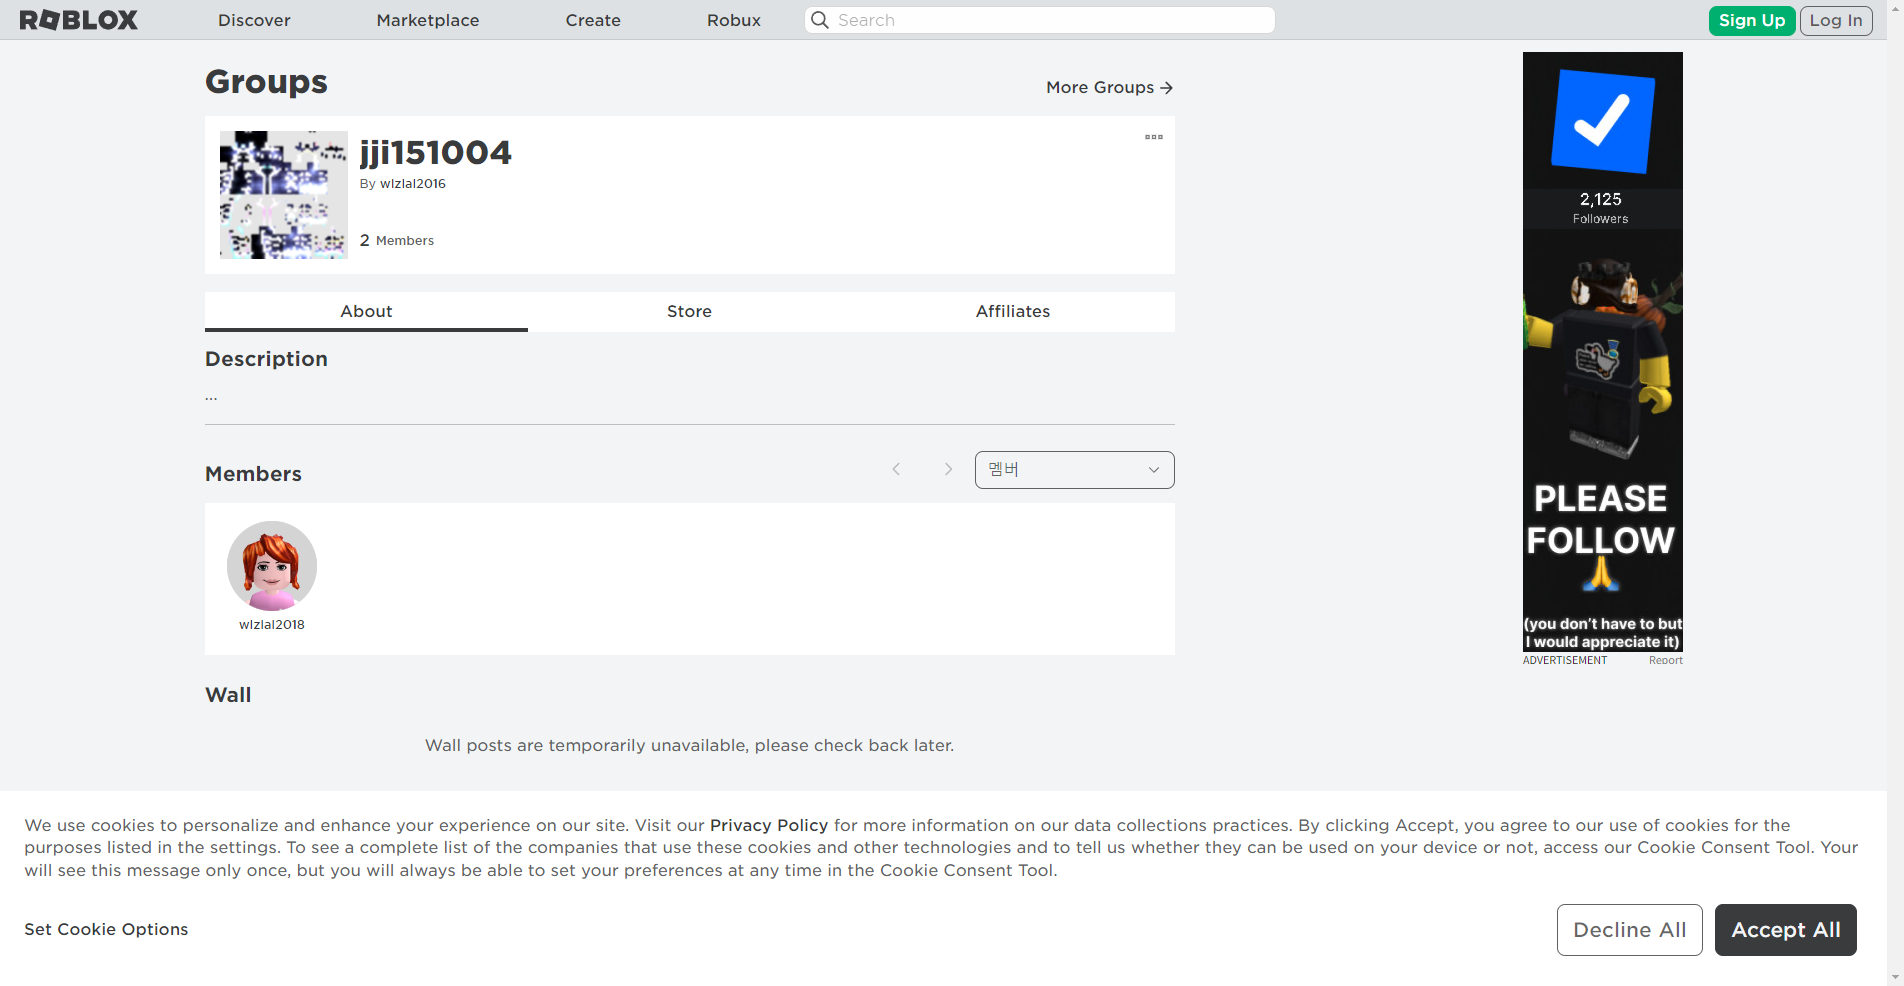 ROBLOX
Discover
Marketplace
Create
Robux
Search
Sign Up
Log In
Groups
More Groups
jji151004
By wlzlal2016
2 Members
About
Store
Affiliates
Description
...
Members
멤버
wlzlal2018
Wall
Wall posts are temporarily unavailable, please check back later.
2,125
Followers
PLEASE
FOLLOW
(you don't have to but
I would appreciate it)
ADVERTISEMENT
Report
We use cookies to personalize and enhance your experience on our site. Visit our Privacy Policy for more information on our data collections practices. By clicking Accept, you agree to our use of cookies for the
purposes listed in the settings. To see a complete list of the companies that use these cookies and other technologies and to tell us whether they can be used on your device or not, access our Cookie Consent Tool. Your
will see this message only once, but you will always be able to set your preferences at any time in the Cookie Consent Tool.
Set Cookie Options
Decline All
Accept All